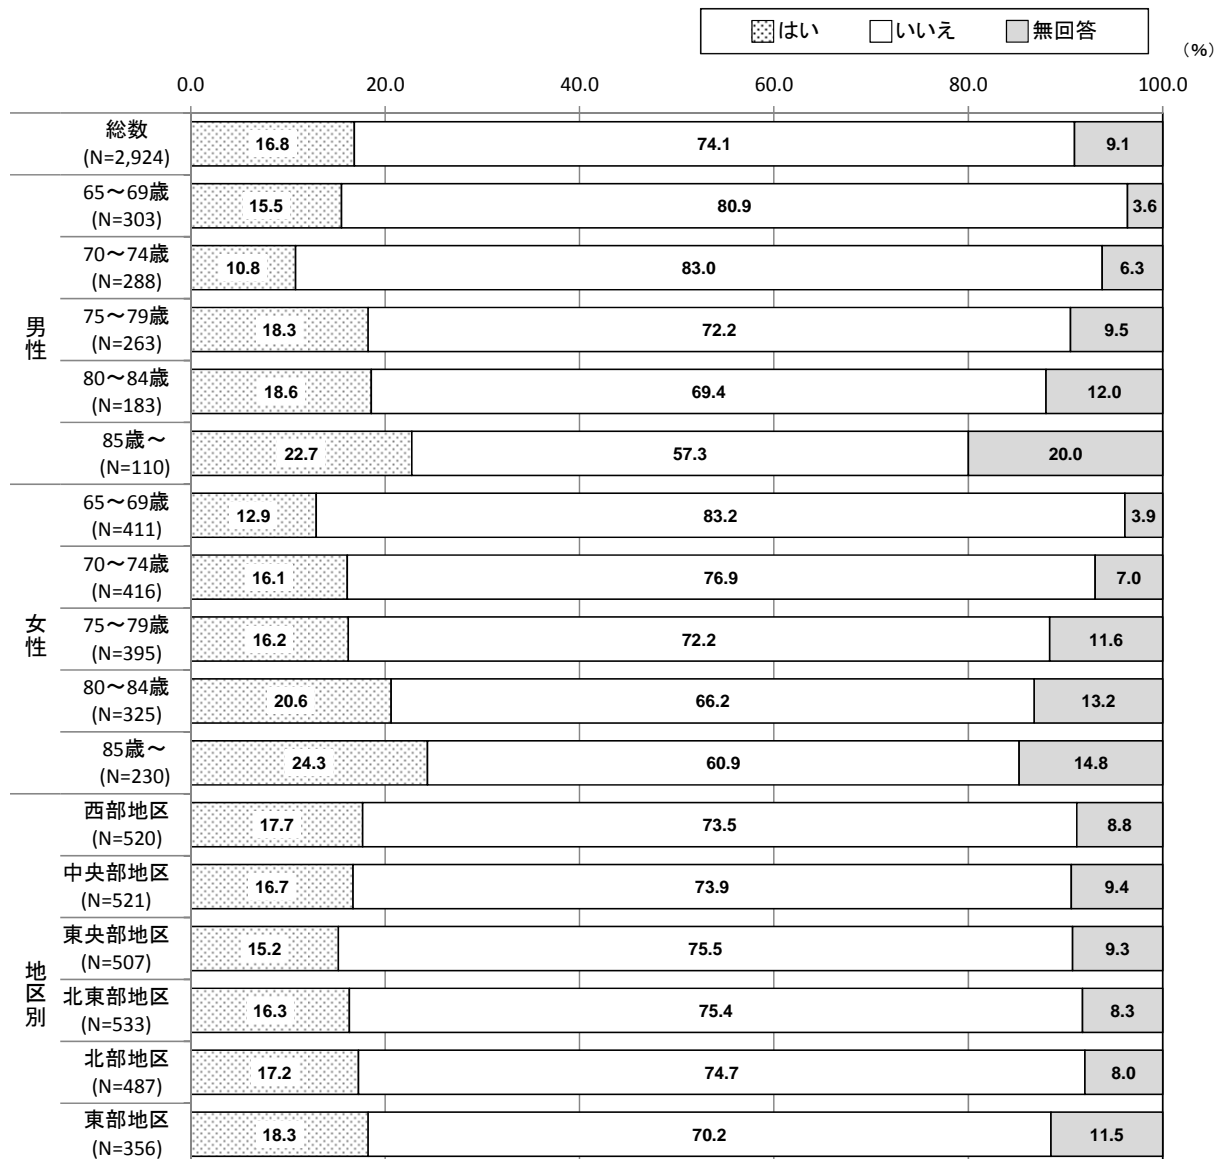 はい いいえ 無回答
(%)
0.0 20.0 40.0 60.0 80.0 100.0
総数
(N=2,924)
16.8 74.1 9.1
男性
65～69歳
(N=303)
15.5 80.9 3.6
70～74歳
(N=288)
10.8 83.0 6.3
75～79歳
(N=263)
18.3 72.2 9.5
80～84歳
(N=183)
18.6 69.4 12.0
85歳～
(N=110)
22.7 57.3 20.0
女性
65～69歳
(N=411)
12.9 83.2 3.9
70～74歳
(N=416)
16.1 76.9 7.0
75～79歳
(N=395)
16.2 72.2 11.6
80～84歳
(N=325)
20.6 66.2 13.2
85歳～
(N=230)
24.3 60.9 14.8
地区別
西部地区
(N=520)
17.7 73.5 8.8
中央部地区
(N=521)
16.7 73.9 9.4
東央部地区
(N=507)
15.2 75.5 9.3
北東部地区
(N=533)
16.3 75.4 8.3
北部地区
(N=487)
17.2 74.7 8.0
東部地区
(N=356)
18.3 70.2 11.5